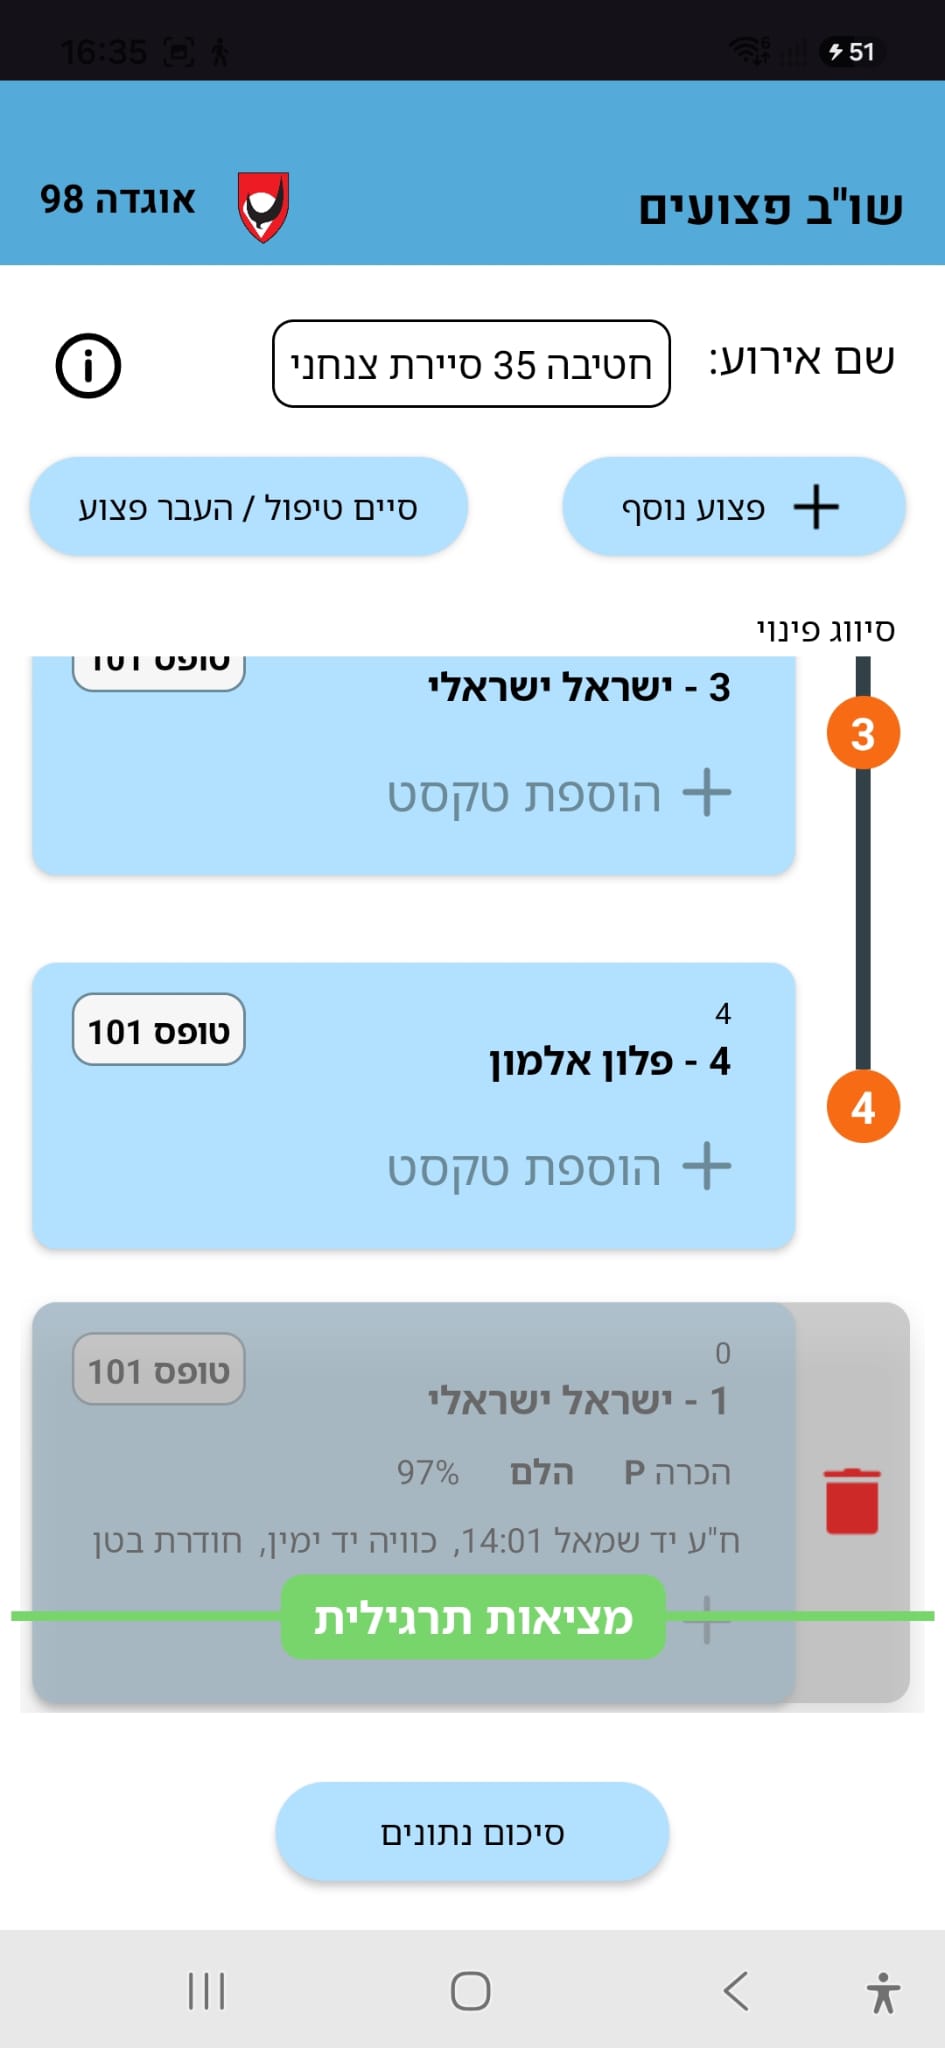 16:35
6
51
שו"ב פצועים
אוגדה 98
שם אירוע:
חטיבה 35 סיירת צנחני
פצוע נוסף
סיים טיפול / העבר פצוע
סיווג פינוי
3
טופס 101
3 - ישראל ישראלי
הוספת טקסט
4
טופס 101
4
4 - פלון אלמון
הוספת טקסט
טופס 101
0
1 - ישראל ישראלי
הכרה P הלם 97%
ח"ע יד שמאל 14:01, כוויה יד ימין, חודרת בטן
מציאות תרגילית
סיכום נתונים